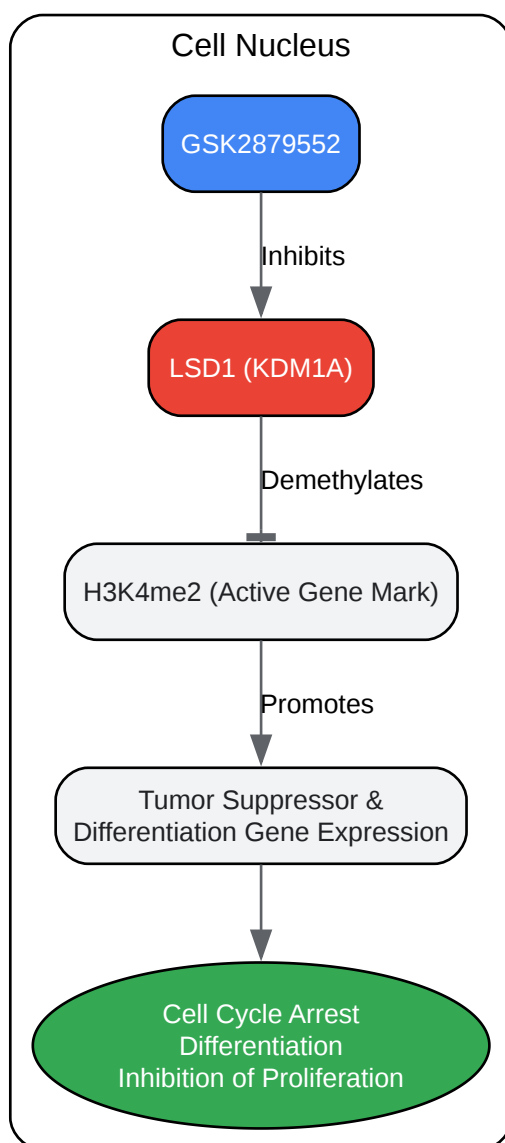 Cell Nucleus
GSK2879552
Inhibits
LSD1 (KDM1A)
Demethylates
H3K4me2 (Active Gene Mark)
Promotes
Tumor Suppressor &
Differentiation Gene Expression
Cell Cycle Arrest
Differentiation
Inhibition of Proliferation